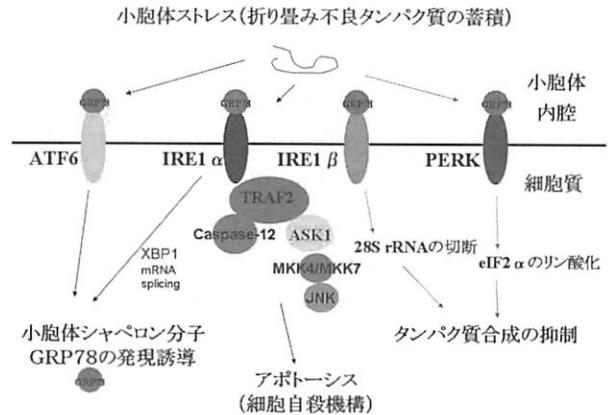 小胞体ストレス(折り畳み不良タンパク質の蓄積)
小胞体
内腔
GRP78
GRP78
GRP78
GRP78
ATF6
IRE1 α
IRE1 β
PERK
細胞質
TRAF2
Caspase-12
ASK1
28S rRNAの切断
XBP1
mRNA
splicing
MKK4/MKK7
eIF2 αのリン酸化
JNK
小胞体シャペロン分子
GRP78の発現誘導
GRP78
タンパク質合成の抑制
アポトーシス
(細胞自殺機構)